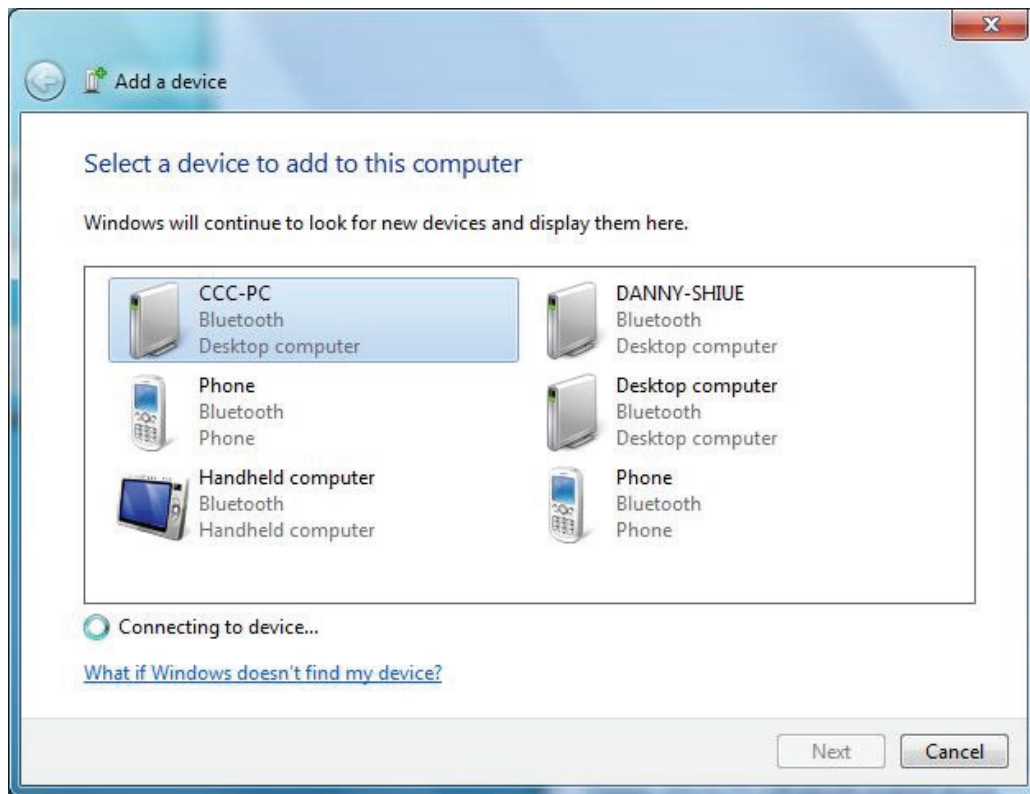 Add a device
Select a device to add to this computer
Windows will continue to look for new devices and display them here.
CCC-PC
Bluetooth
Desktop computer
DANNY-SHIUE
Bluetooth
Desktop computer
Phone
Bluetooth
Phone
Desktop computer
Bluetooth
Desktop computer
Handheld computer
Bluetooth
Handheld computer
Phone
Bluetooth
Phone
Connecting to device...
What if Windows doesn't find my device?
Next
Cancel